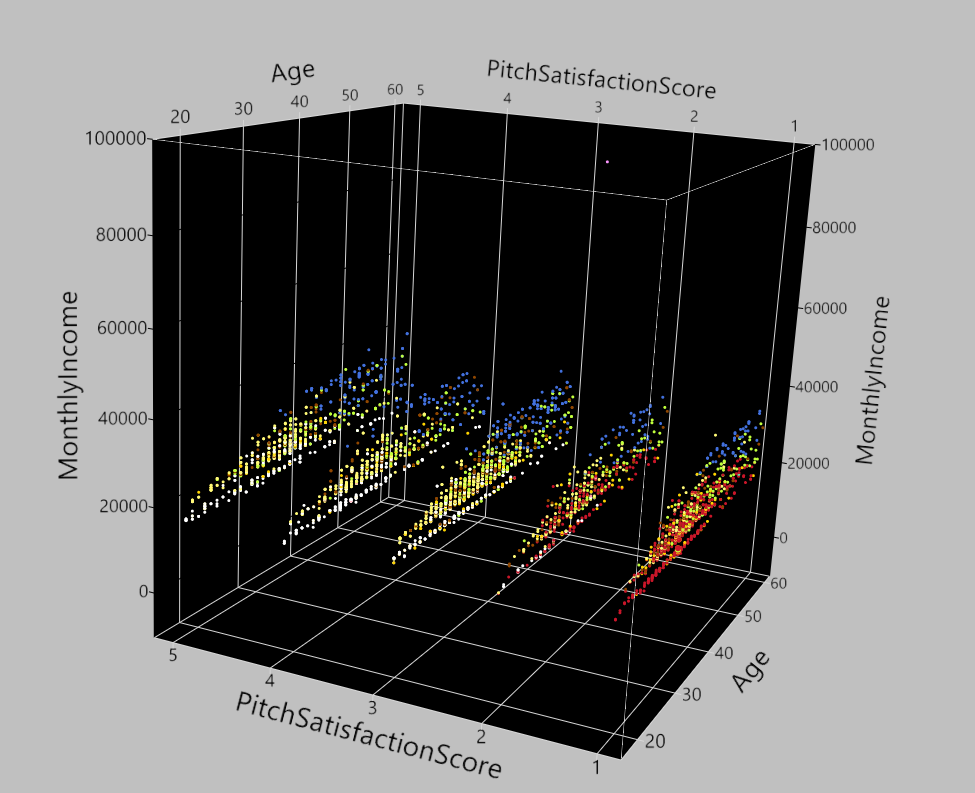 Age
PitchSatisfactionScore
20 30 40 50 60 5 4 3 2 1
100000 100000
80000 80000
60000 60000
40000 40000
20000 20000
0 0
MonthlyIncome
MonthlyIncome
60
50
40
30
20
Age
5 4 3 2 1
PitchSatisfactionScore